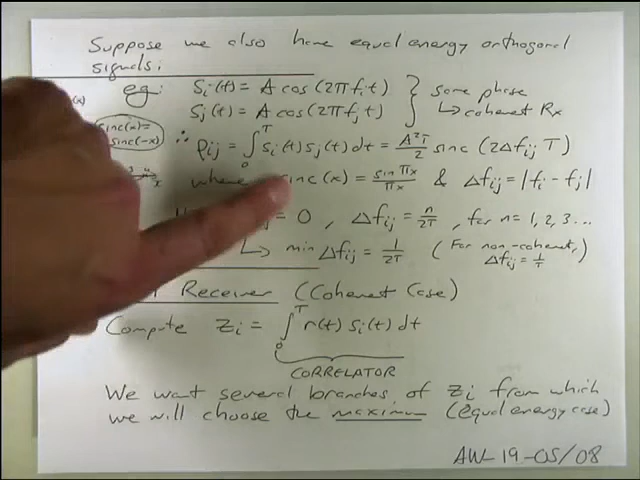 Suppose we also have equal energy orthogonal
signals:
eg: Si(t) = A cos(2πfit) } same phase
Sj(t) = A cos(2πfjt) ↳ coherent Rx
(x)
sinc(x) =
sinc(-x)
∴ ρij = ∫₀ᵀ si(t)sj(t)dt = A²T/2 sinc (2Δfij T)
where sinc(x) = sin πx/πx & Δfij = |fi - fj|
= 0, Δfij = n/2T, for n = 1, 2, 3...
↳ min Δfij = 1/2T (For non-coherent, Δfij = 1/T)
Receiver (Coherent Case)
Compute Zi = ∫₀ᵀ r(t) si(t) dt
CORRELATOR
We want several branches of Zi from which
we will choose the maximum (equal energy case)
AW 19-05/08